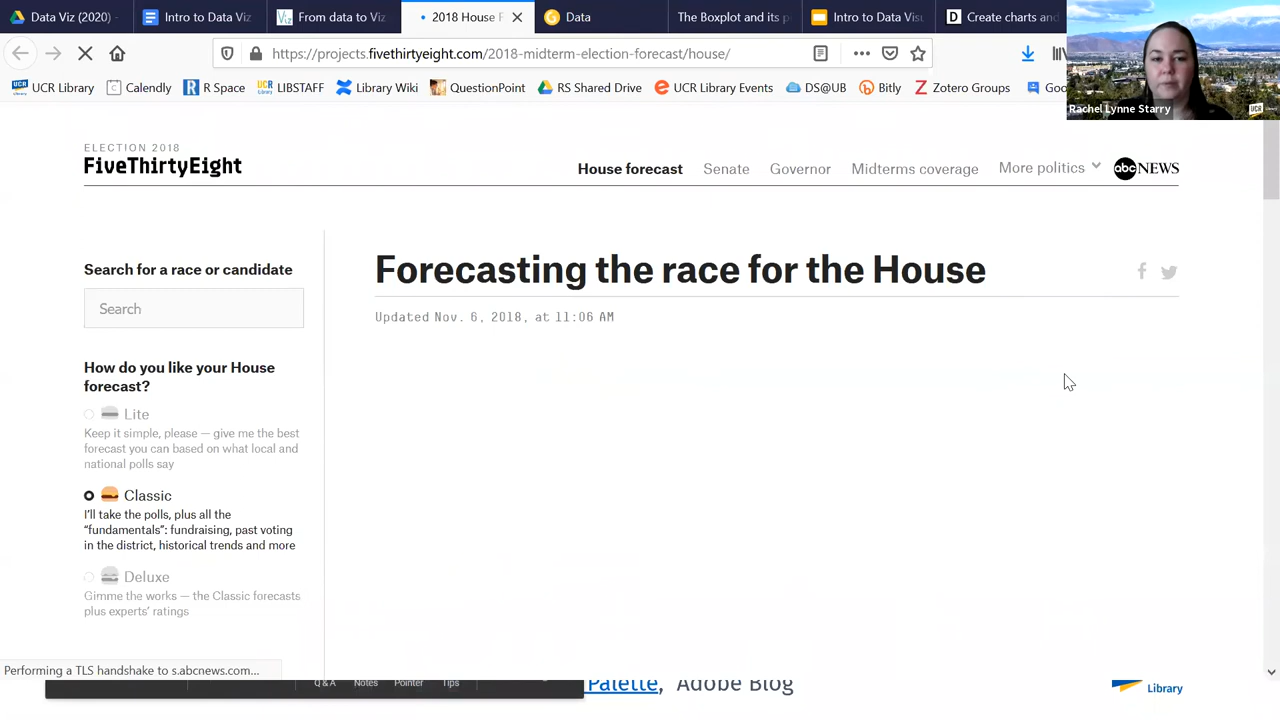 Data Viz (2020) -
Intro to Data Viz
From data to Viz
2018 House F
Data
The Boxplot and its p
Intro to Data Visu
Create charts and
https://projects.fivethirtyeight.com/2018-midterm-election-forecast/house/
UCR Library
Calendly
R Space
LIBSTAFF
Library Wiki
QuestionPoint
RS Shared Drive
UCR Library Events
DS@UB
Bitly
Zotero Groups
Goo
Rachel Lynne Starry
UCR
ELECTION 2018
FiveThirtyEight
House forecast
Senate
Governor
Midterms coverage
More politics
abc NEWS
Search for a race or candidate
Search
How do you like your House
forecast?
Lite
Keep it simple, please — give me the best
forecast you can based on what local and
national polls say
Classic
I'll take the polls, plus all the
“fundamentals”: fundraising, past voting
in the district, historical trends and more
Deluxe
Gimme the works — the Classic forecasts
plus experts' ratings
Forecasting the race for the House
Updated Nov. 6, 2018, at 11:06 AM
Performing a TLS handshake to s.abcnews.com...
Q&A
Notes
Pointer
Tips
Palette, Adobe Blog
Library